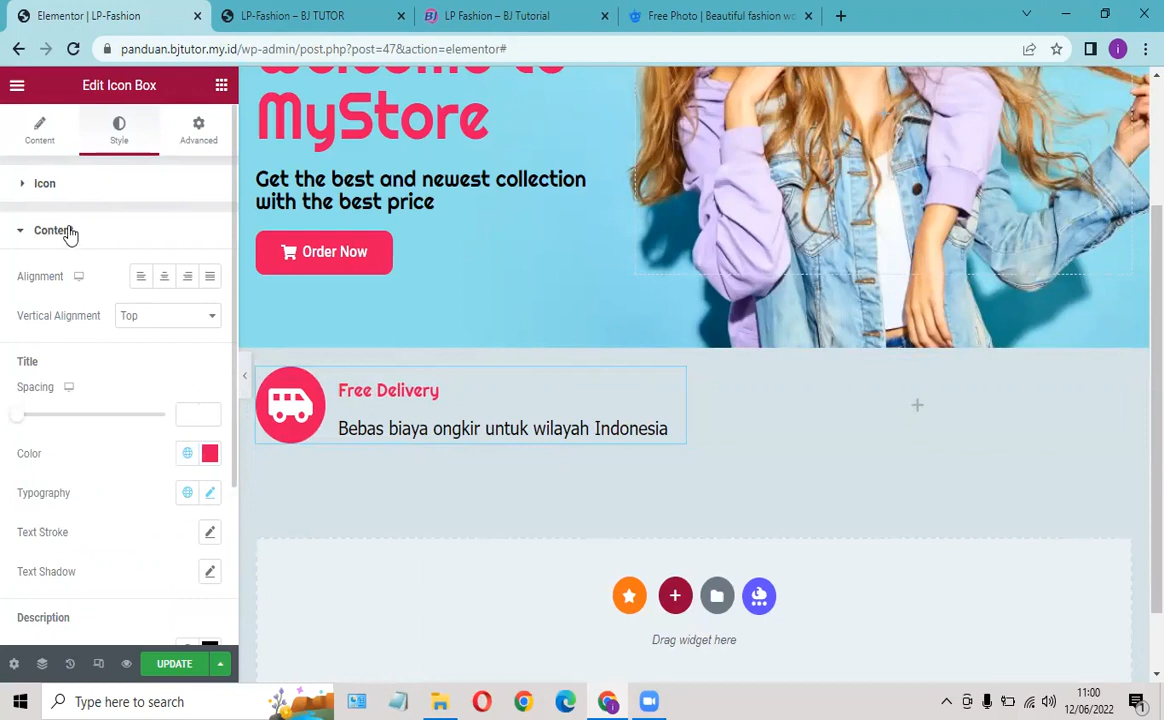 Elementor | LP-Fashion
LP-Fashion – BJ TUTOR
LP Fashion – BJ Tutorial
Free Photo | Beautiful fashion wo
panduan.bjtutor.my.id/wp-admin/post.php?post=47&action=elementor#
Edit Icon Box
Content
Style
Advanced
Icon
Content
Alignment
Vertical Alignment
Top
Title
Spacing
Color
Typography
Text Stroke
Text Shadow
Description
UPDATE
Welcome to
MyStore
Get the best and newest collection
with the best price
Order Now
Free Delivery
Bebas biaya ongkir untuk wilayah Indonesia
Drag widget here
Type here to search
11:00
12/06/2022